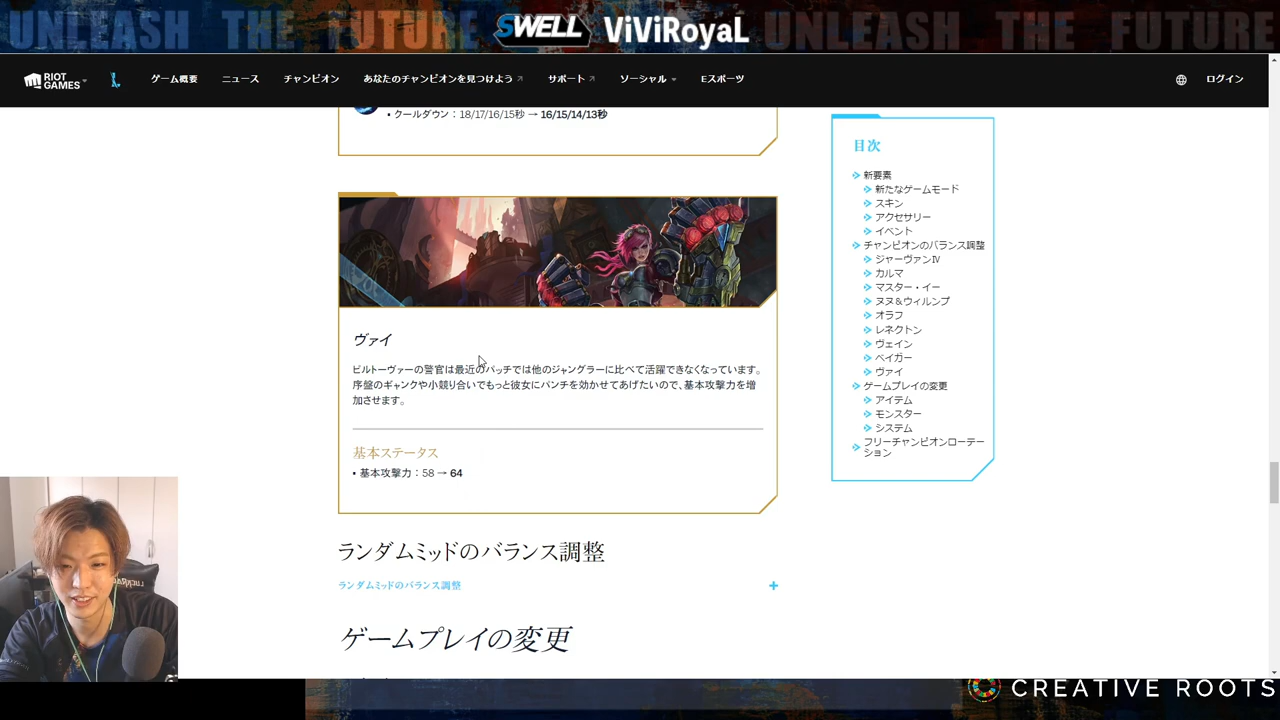 UNLEASH THE FUTURE SWELL ViViRoyaL UNLEASH THE FUTURE
RIOT GAMES ゲーム概要 ニュース チャンピオン あなたのチャンピオンを見つけよう サポート ソーシャル Eスポーツ ログイン
• クールダウン：18/17/16/15秒 → 16/15/14/13秒
ヴァイ
ピルトーヴァーの警官は最近のパッチでは他のジャングラーに比べて活躍できなくなっています。
序盤のギャンクや小競り合いでもっと彼女にパンチを効かせてあげたいので、基本攻撃力を増
加させます。
基本ステータス
• 基本攻撃力：58 → 64
ランダムミッドのバランス調整
ランダムミッドのバランス調整 +
ゲームプレイの変更
目次
新要素
新たなゲームモード
スキン
アクセサリー
イベント
チャンピオンのバランス調整
ジャーヴァンⅣ
カルマ
マスター・イー
ヌヌ＆ウィルンプ
オラフ
レネクトン
ヴェイン
ベイガー
ヴァイ
ゲームプレイの変更
アイテム
モンスター
システム
フリーチャンピオンローテー
ション
CREATIVE ROOTS